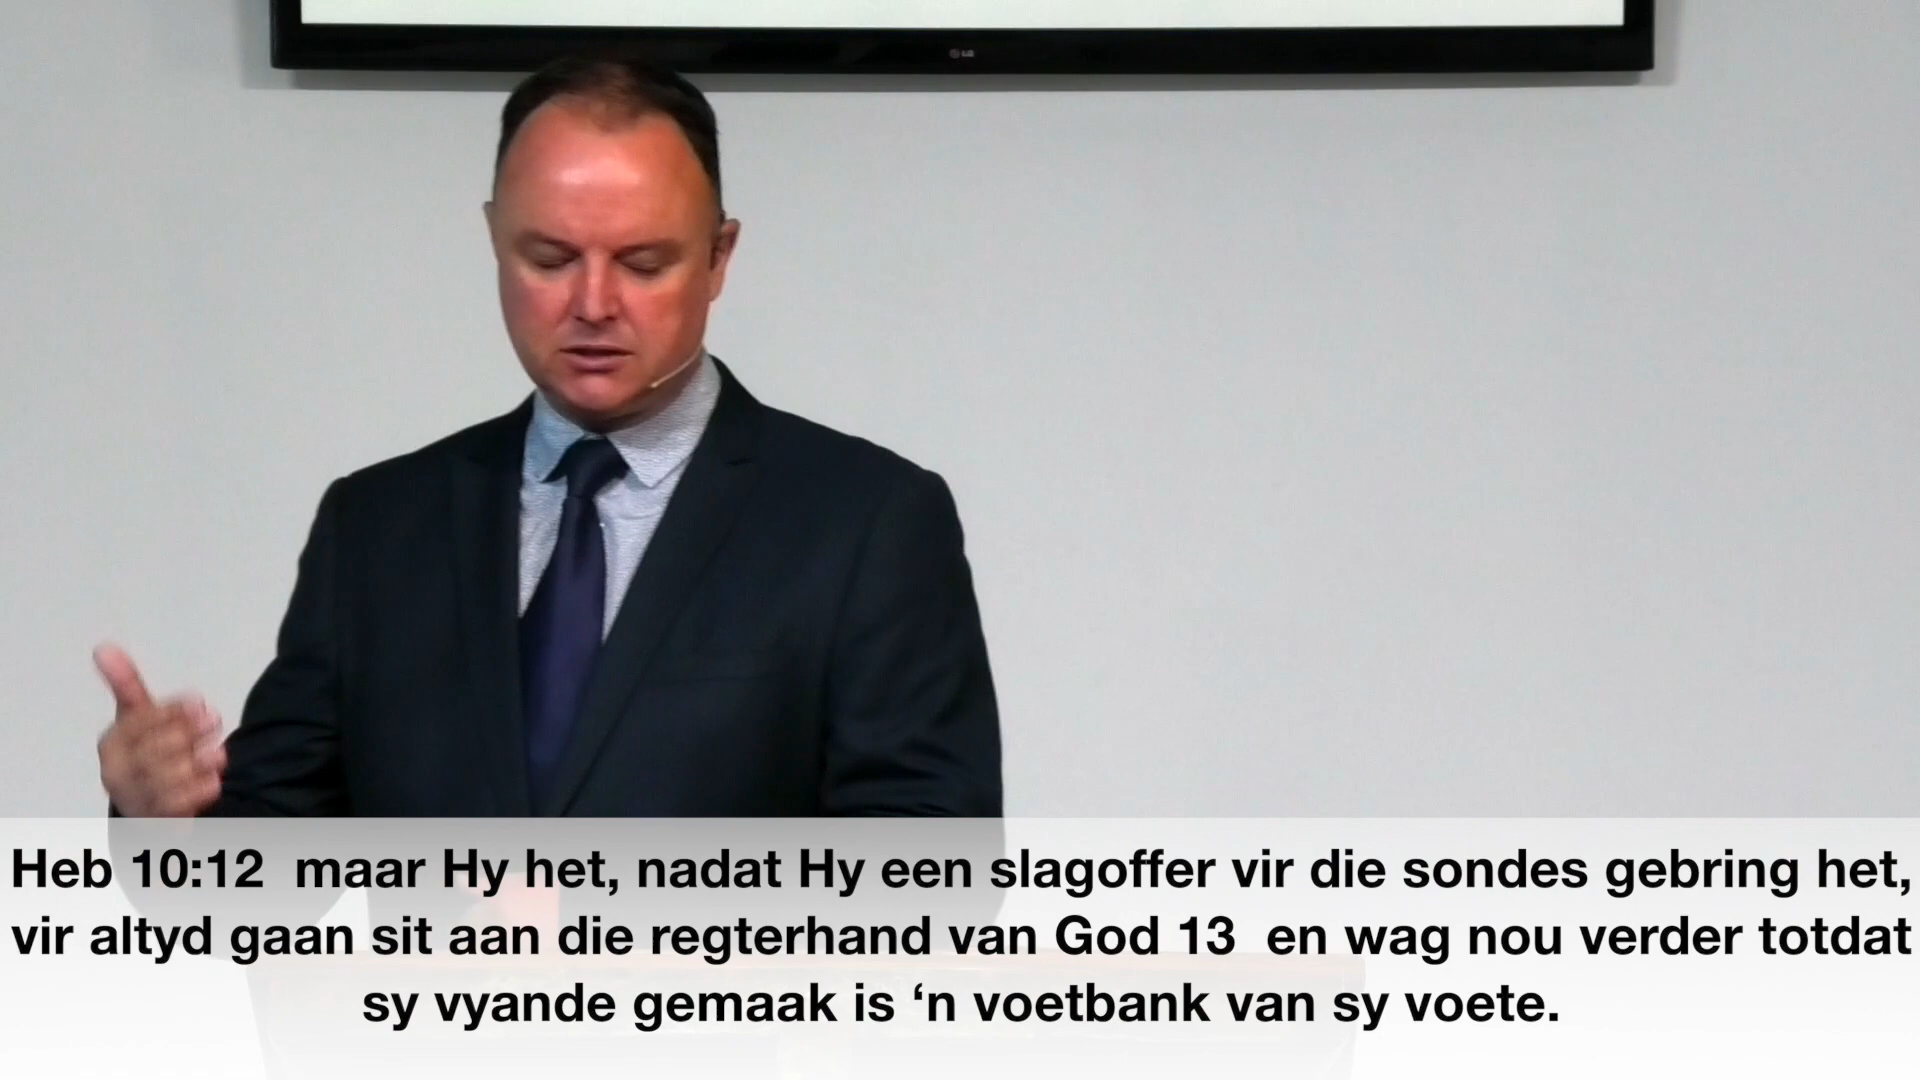 LG
Heb 10:12  maar Hy het, nadat Hy een slagoffer vir die sondes gebring het,
vir altyd gaan sit aan die regterhand van God 13  en wag nou verder totdat
sy vyande gemaak is ‘n voetbank van sy voete.